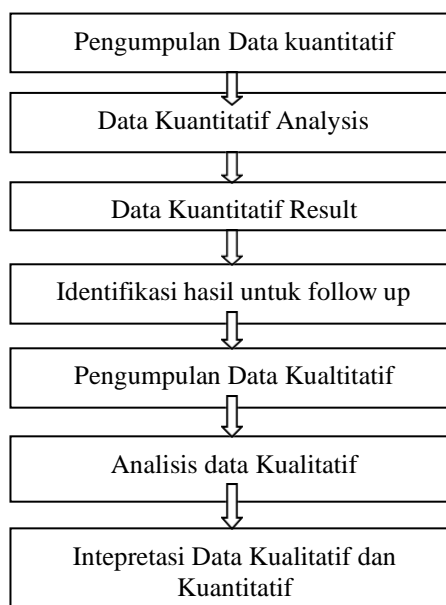 Pengumpulan Data kuantitatif
Data Kuantitatif Analysis
Data Kuantitatif Result
Identifikasi hasil untuk follow up
Pengumpulan Data Kualtitatif
Analisis data Kualitatif
Intepretasi Data Kualitatif dan
Kuantitatif